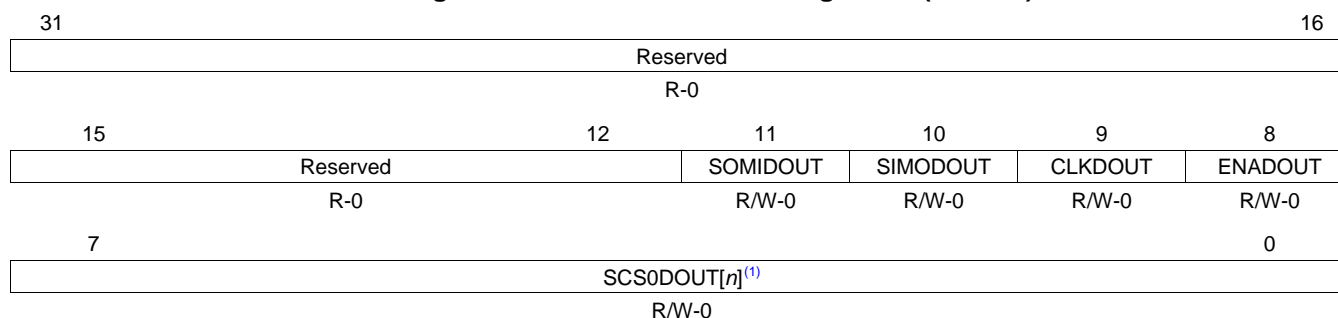 31 16
Reserved
R-0
15 12 11 10 9 8
Reserved SOMIDOUT SIMODOUT CLKDOUT ENADOUT
R-0 R/W-0 R/W-0 R/W-0 R/W-0
7 0
SCS0DOUT[n](1)
R/W-0